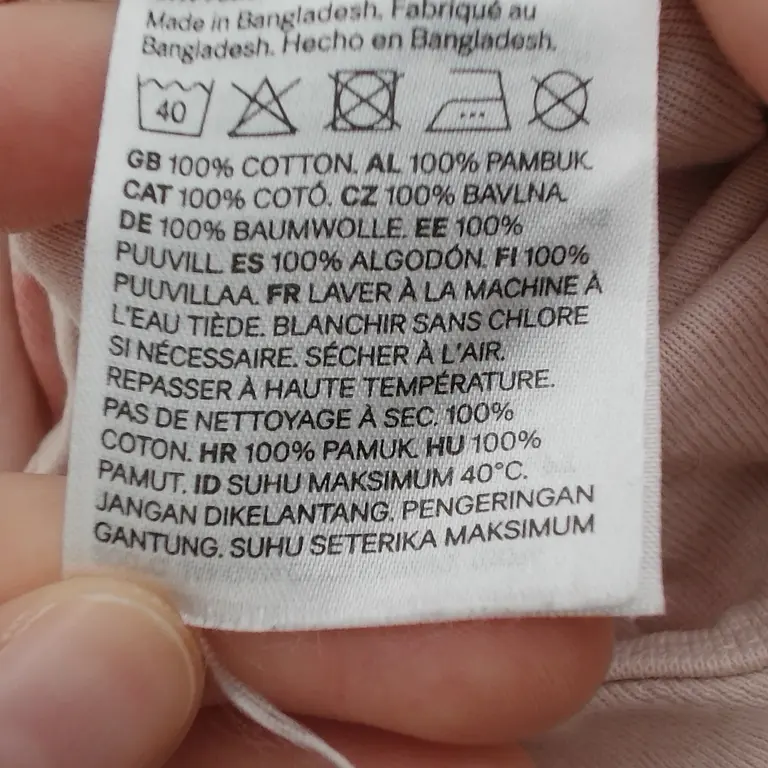 Made in Bangladesh. Fabriqué au
Bangladesh. Hecho en Bangladesh.
40
GB 100% COTTON. AL 100% PAMBUK.
CAT 100% COTÓ. CZ 100% BAVLNA.
DE 100% BAUMWOLLE. EE 100%
PUUVILL. ES 100% ALGODÓN. FI 100%
PUUVILLAA. FR LAVER À LA MACHINE À
L'EAU TIÈDE. BLANCHIR SANS CHLORE
SI NÉCESSAIRE. SÉCHER À L'AIR.
REPASSER À HAUTE TEMPÉRATURE.
PAS DE NETTOYAGE À SEC. 100%
COTON. HR 100% PAMUK. HU 100%
PAMUT. ID SUHU MAKSIMUM 40°C.
JANGAN DIKELANTANG. PENGERINGAN
GANTUNG. SUHU SETERIKA MAKSIMUM